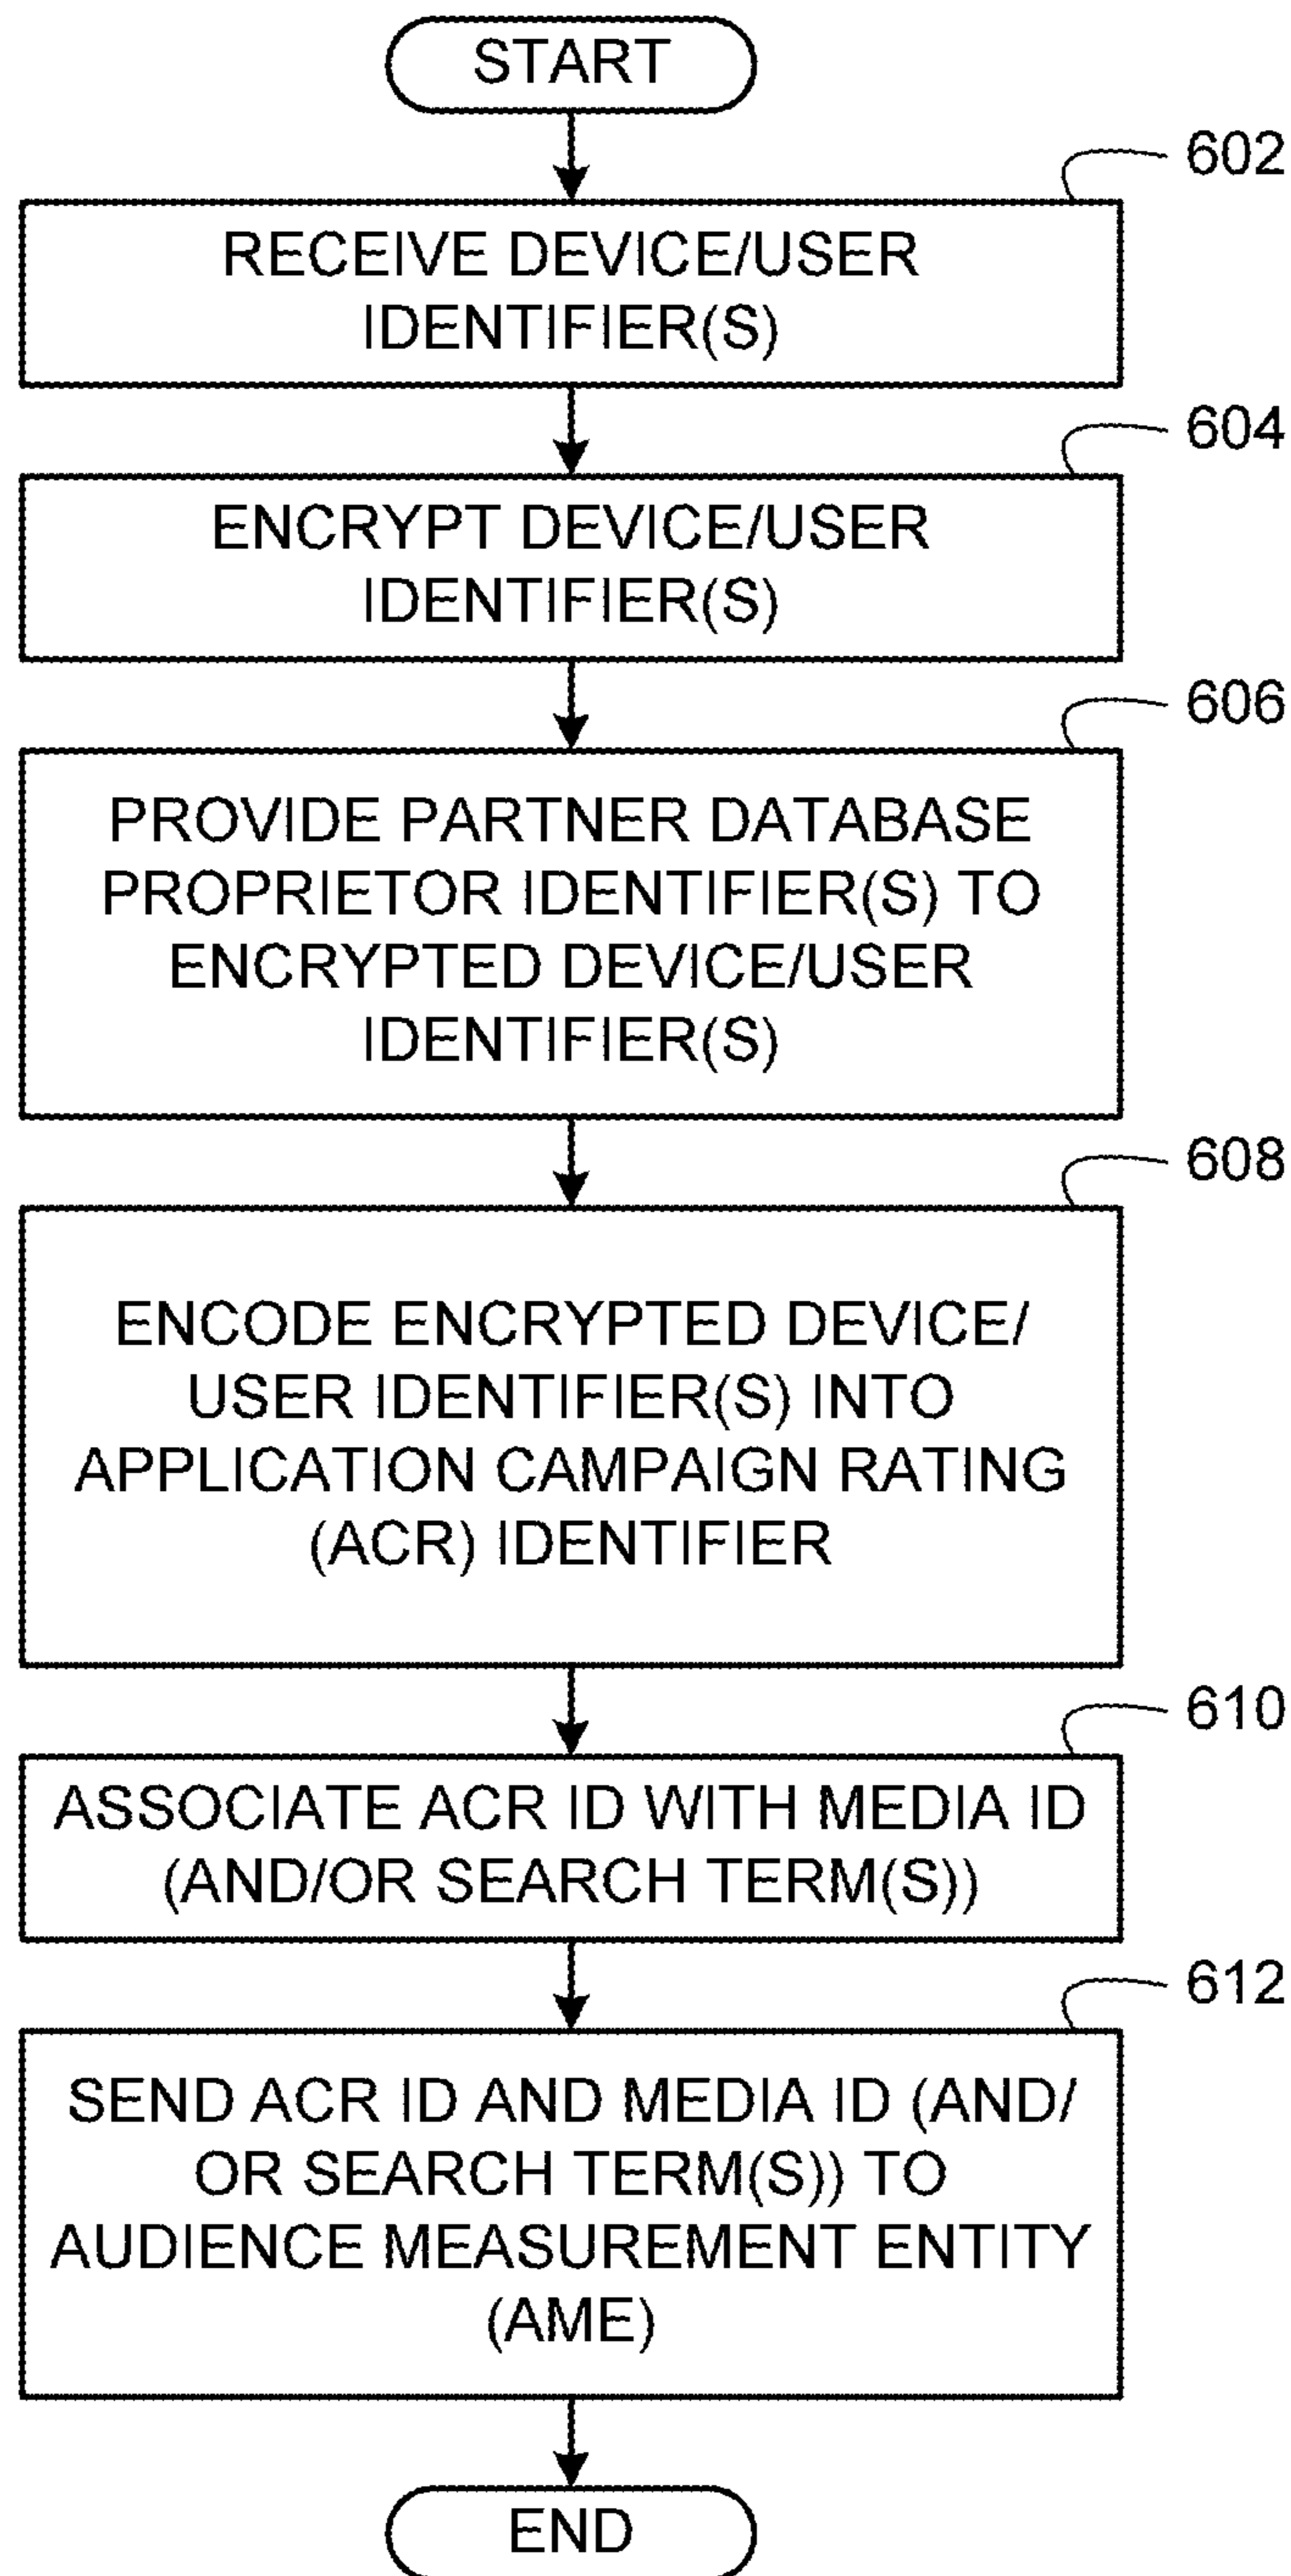 START
602
RECEIVE DEVICE/USER
IDENTIFIER(S)
604
ENCRYPT DEVICE/USER
IDENTIFIER(S)
606
PROVIDE PARTNER DATABASE
PROPRIETOR IDENTIFIER(S) TO
ENCRYPTED DEVICE/USER
IDENTIFIER(S)
608
ENCODE ENCRYPTED DEVICE/
USER IDENTIFIER(S) INTO
APPLICATION CAMPAIGN RATING
(ACR) IDENTIFIER
610
ASSOCIATE ACR ID WITH MEDIA ID
(AND/OR SEARCH TERM(S))
612
SEND ACR ID AND MEDIA ID (AND/
OR SEARCH TERM(S)) TO
AUDIENCE MEASUREMENT ENTITY
(AME)
END